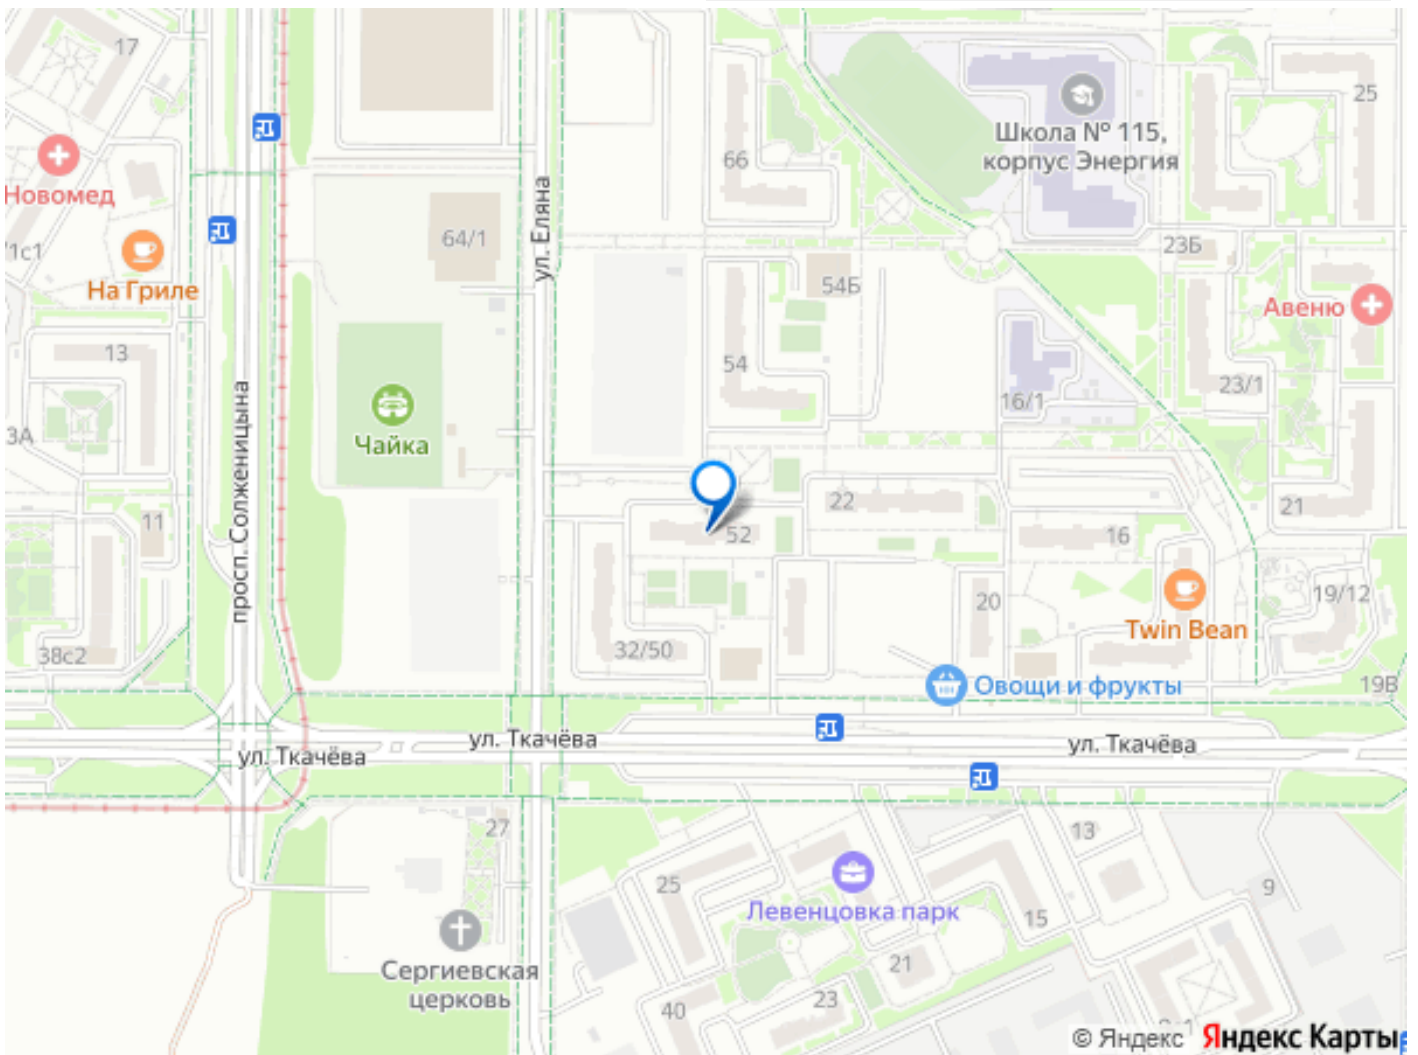 17
25
Школа № 115,
корпус Энергия
66
Новомед
ул. Еляна
64/1
23Б
/1с1
На Гриле
54Б
Авеню
13
54
23/1
16/1
просп. Солженицына
Чайка
3А
22
21
11
52
16
20
19/12
Twin Bean
32/50
38с2
Овощи и фрукты
19В
ул. Ткачёва
ул. Ткачёва
ул. Ткачёва
27
13
25
9
Левенцовка парк
15
21
Сергиевская
церковь
23
40
© Яндекс
Яндекс Карты